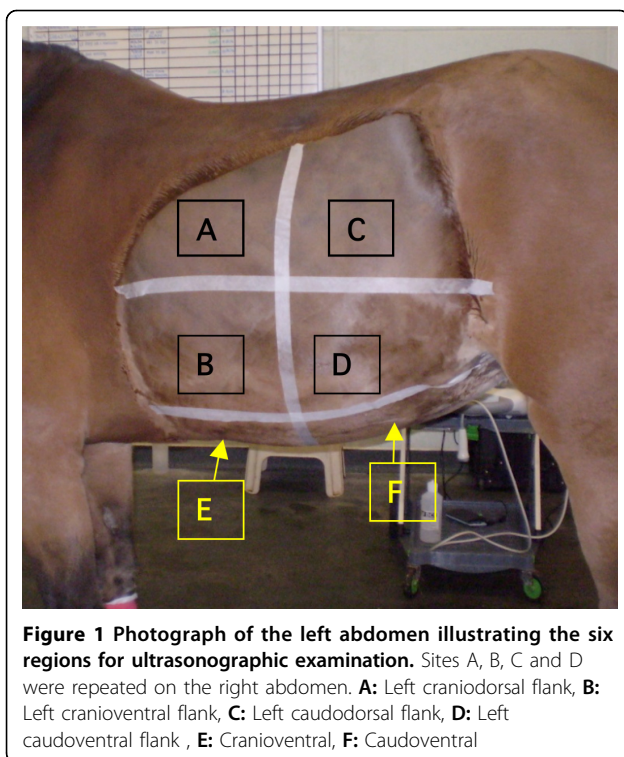 A
C
B
D
E
F
Figure 1 Photograph of the left abdomen illustrating the six
regions for ultrasonographic examination. Sites A, B, C and D
were repeated on the right abdomen. A: Left craniodorsal flank, B:
Left cranioventral flank, C: Left caudodorsal flank, D: Left
caudoventral flank , E: Cranioventral, F: Caudoventral